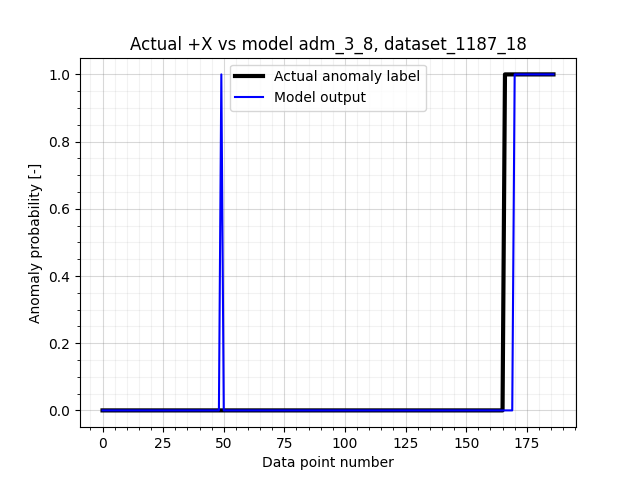 Actual +X vs model adm_3_8, dataset_1187_18
Actual anomaly label
Model output
1.0
0.8
0.6
0.4
0.2
0.0
Anomaly probability [-]
0 25 50 75 100 125 150 175
Data point number